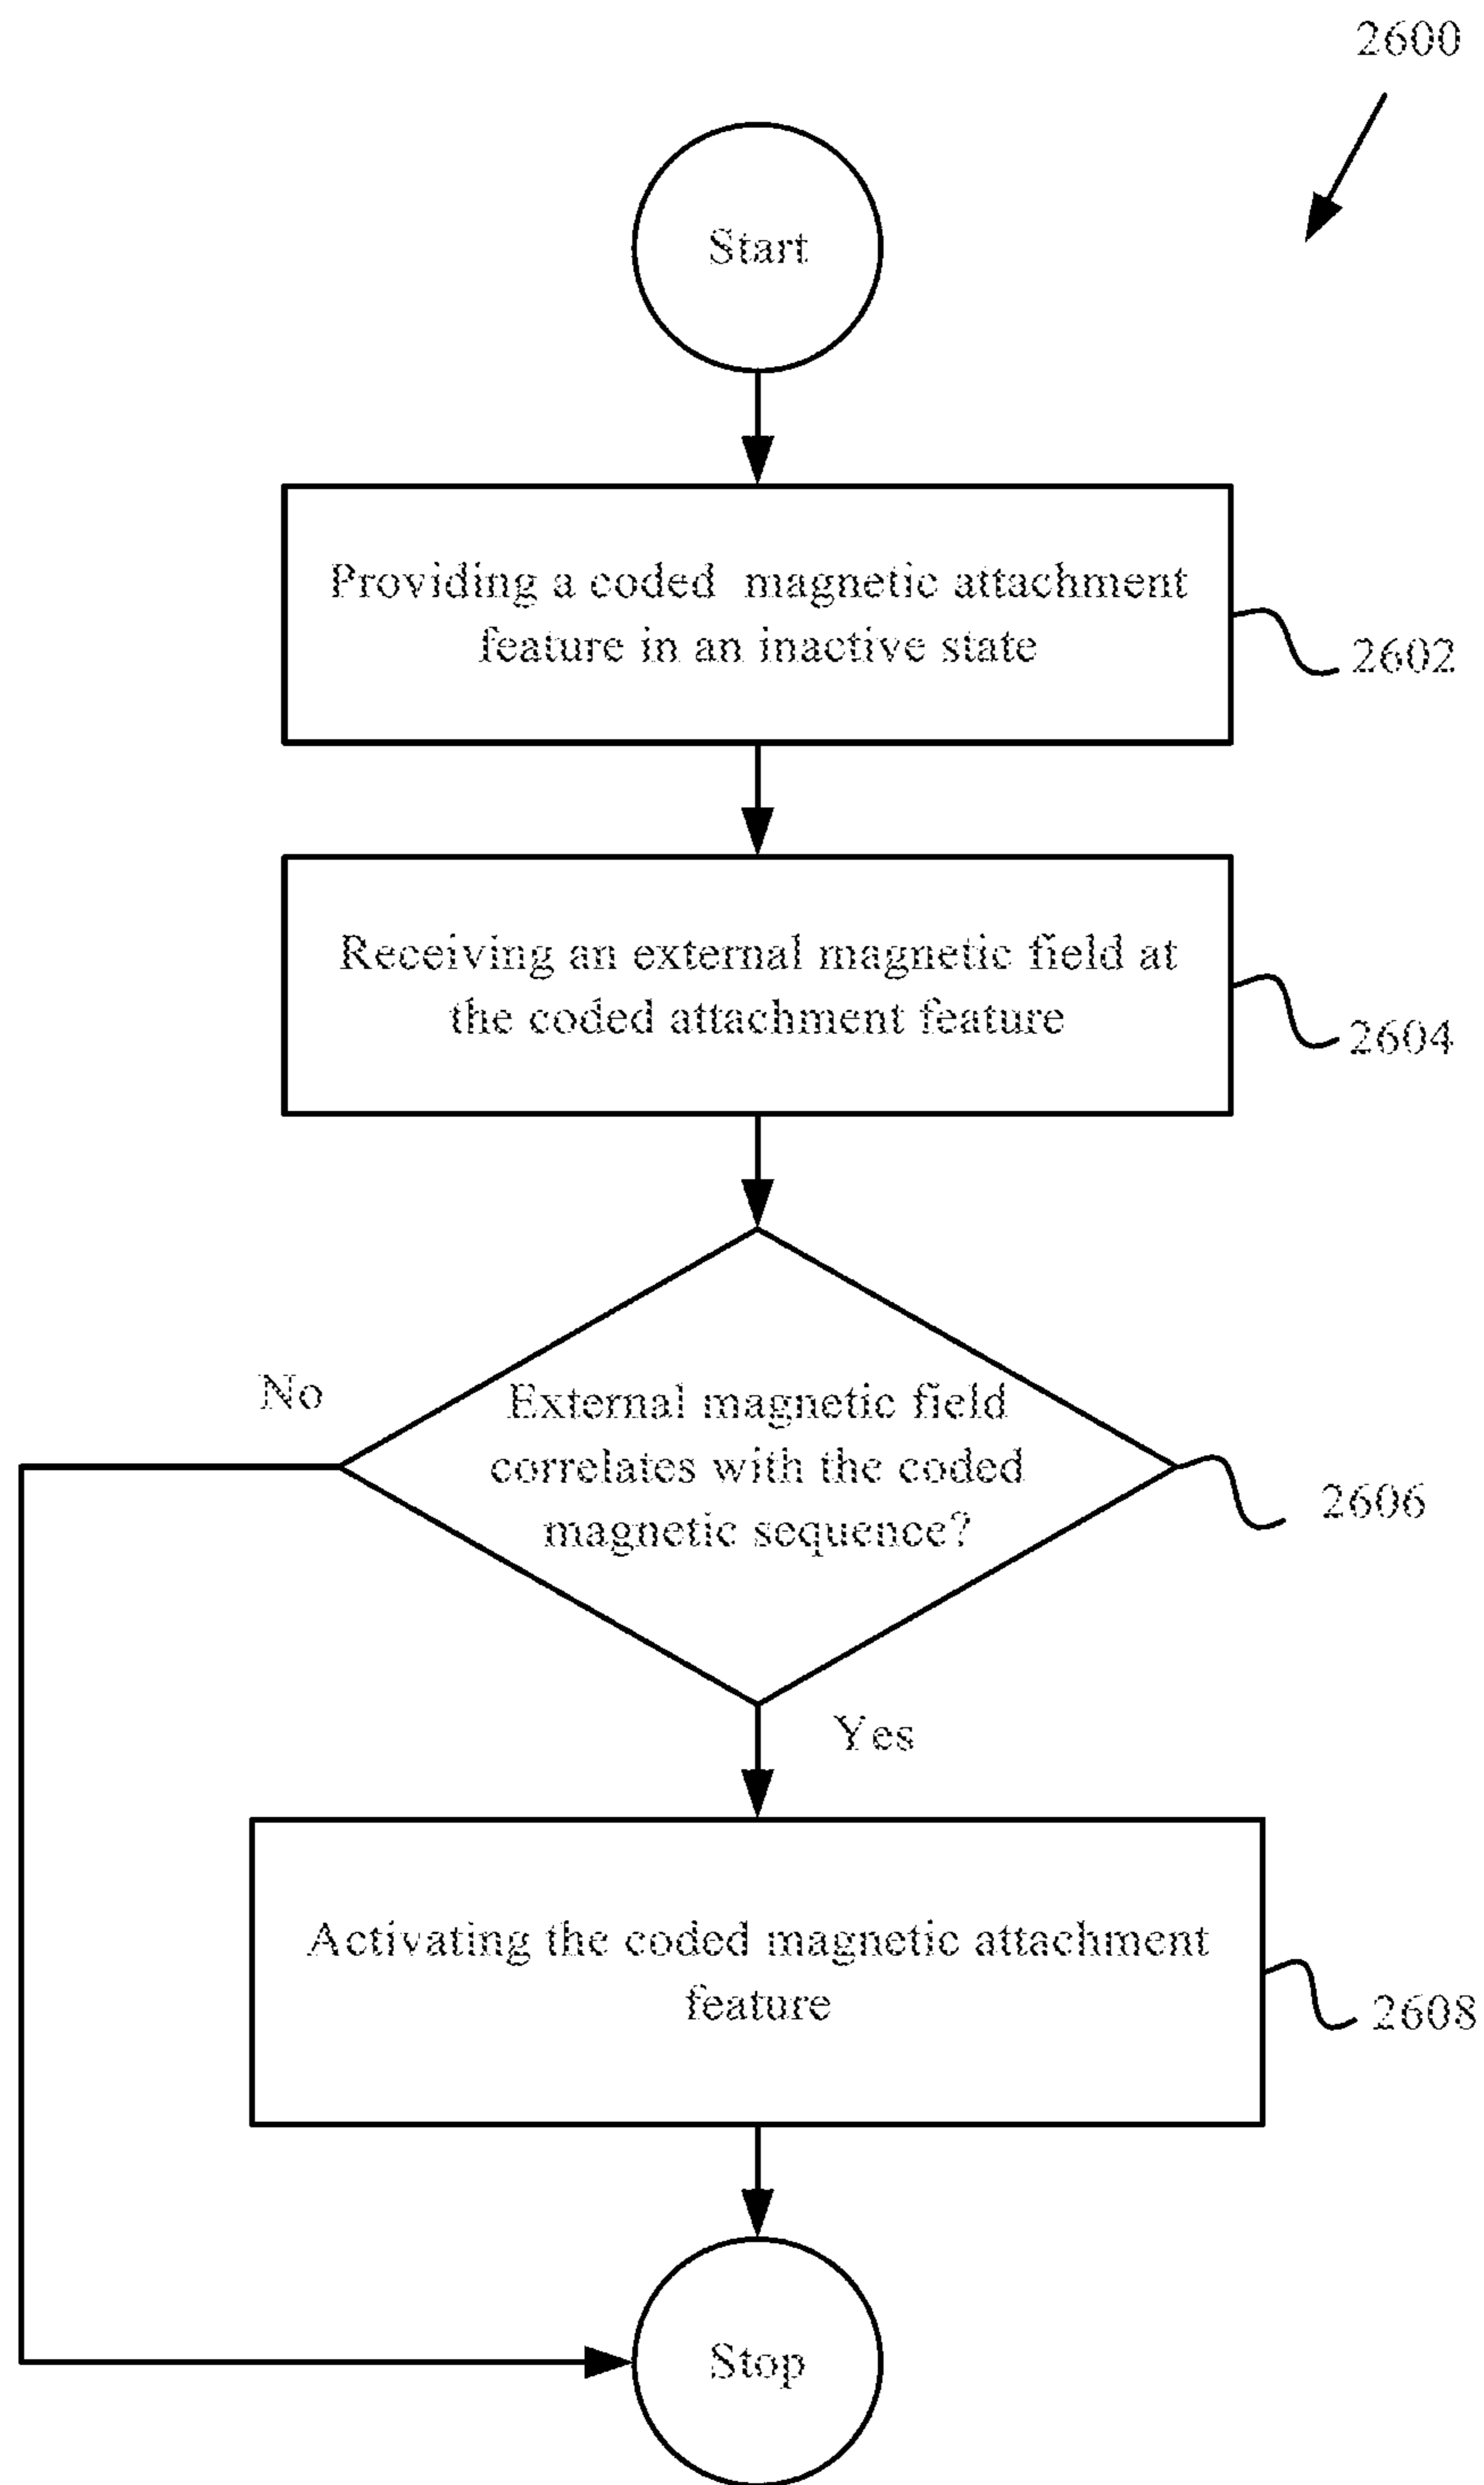 2600
Start
Providing a coded magnetic attachment
feature in an inactive state
2602
Receiving an external magnetic field at
the coded attachment feature
2604
No
External magnetic field
correlates with the coded
magnetic sequence?
2606
Yes
Activating the coded magnetic attachment
feature
2608
Stop